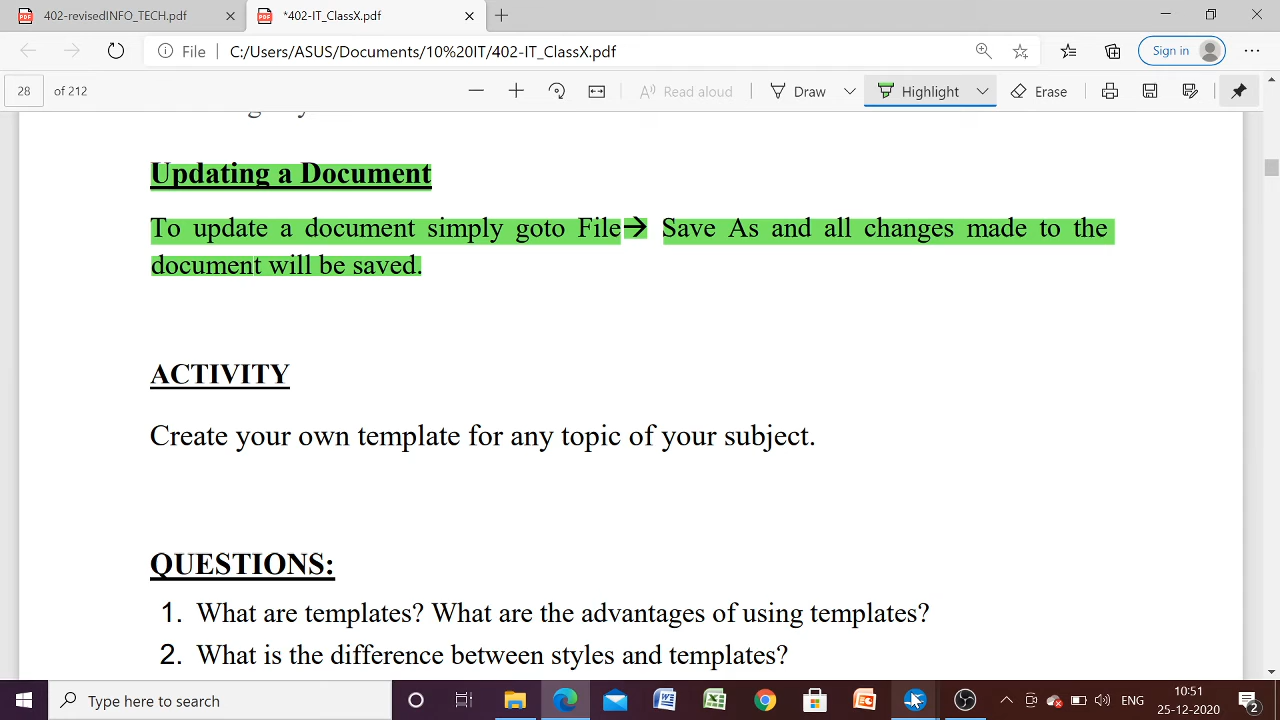 402-revisedINFO_TECH.pdf
*402-IT_ClassX.pdf
File
C:/Users/ASUS/Documents/10%20IT/402-IT_ClassX.pdf
Sign in
28 of 212
Read aloud
Draw
Highlight
Erase
Updating a Document
To update a document simply goto File→ Save As and all changes made to the
document will be saved.
ACTIVITY
Create your own template for any topic of your subject.
QUESTIONS:
1. What are templates? What are the advantages of using templates?
2. What is the difference between styles and templates?
Type here to search
ENG
10:51
25-12-2020
2